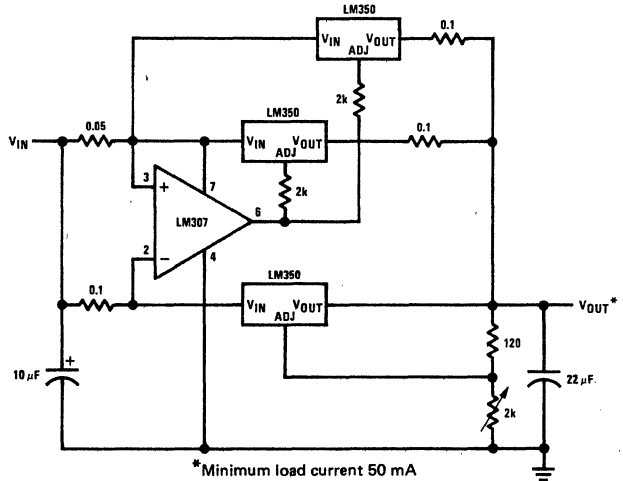 LM350
0.1
VIN VOUT
ADJ
2k
LM350
0.05
0.1
VIN
VIN VOUT
ADJ
3 + 7
2k
LM307
6
2 − 4
LM350
0.1
VIN VOUT
ADJ
VOUT*
120
+
10 μF
22 μF
2k
*Minimum load current 50 mA